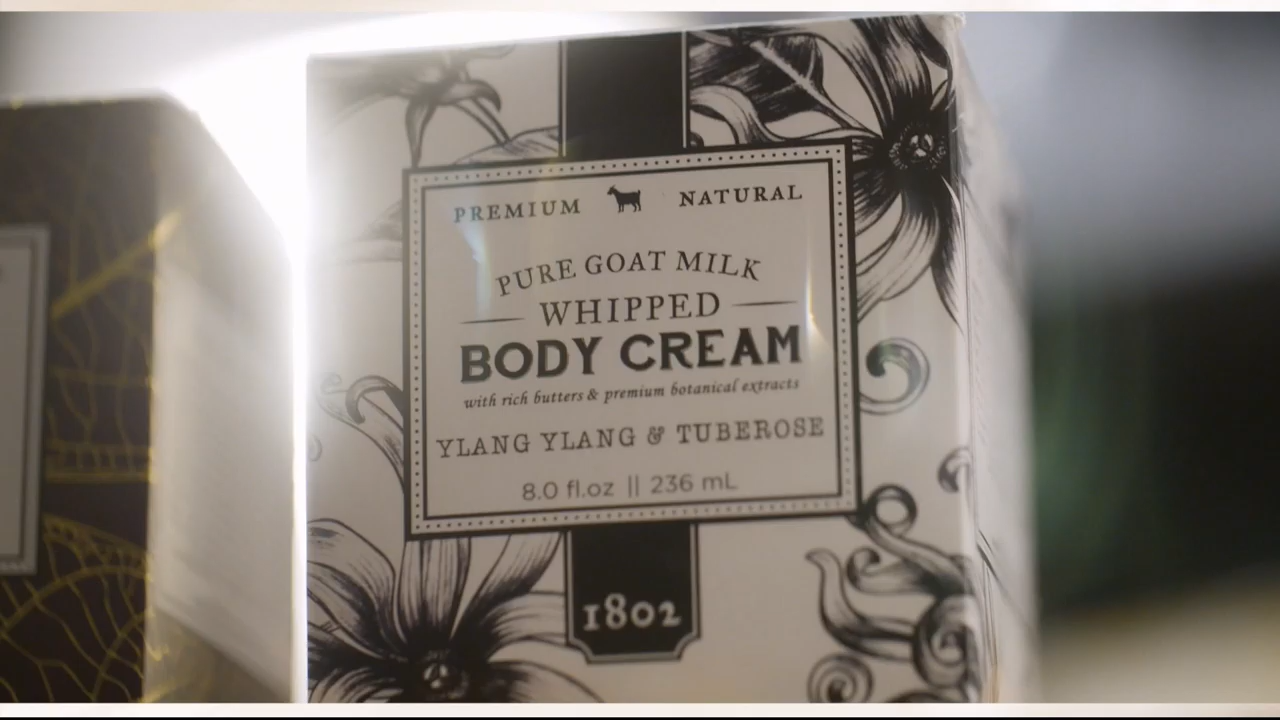 PREMIUM NATURAL
PURE GOAT MILK
WHIPPED
BODY CREAM
with rich butters & premium botanical extracts
YLANG YLANG & TUBEROSE
8.0 fl.oz || 236 mL
1802